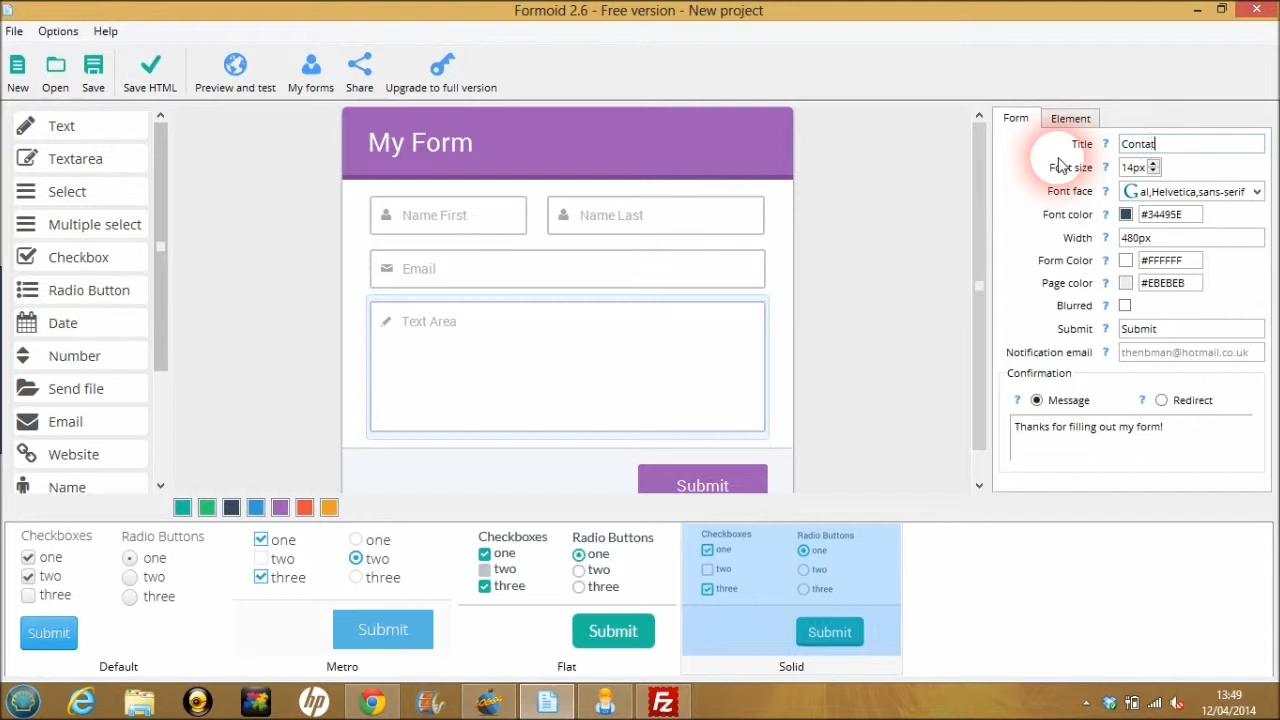 Formoid 2.6 - Free version - New project
File Options Help
New Open Save Save HTML Preview and test My forms Share Upgrade to full version
Text
Textarea
Select
Multiple select
Checkbox
Radio Button
Date
Number
Send file
Email
Website
Name
My Form
Name First Name Last
Email
Text Area
Submit
Form Element
Title ? Contat
Font size ? 14px
Font face ? G al,Helvetica,sans-serif
Font color ? #34495E
Width ? 480px
Form Color ? #FFFFFF
Page color ? #EBEBEB
Blurred ?
Submit ? Submit
Notification email ? thenbman@hotmail.co.uk
Confirmation
? Message ? Redirect
Thanks for filling out my form!
Checkboxes Radio Buttons
one one
two two
three three
Submit
Default
one one
two two
three three
Submit
Metro
Checkboxes Radio Buttons
one one
two two
three three
Submit
Flat
Checkboxes Radio Buttons
one one
two two
three three
Submit
Solid
hp
Fz
13:49
12/04/2014